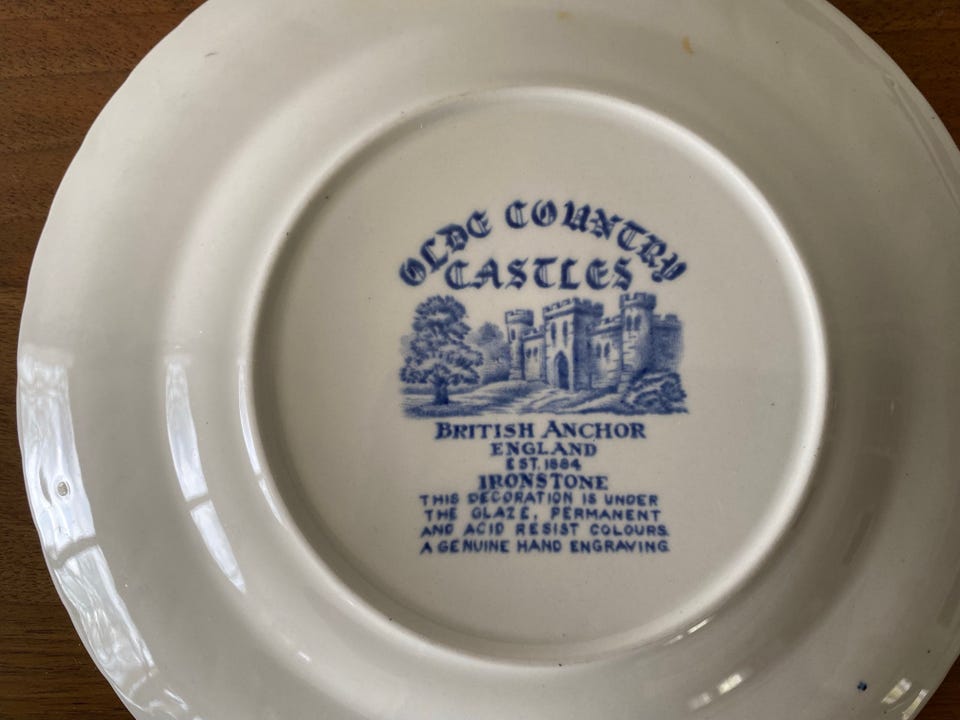 OLDE COUNTRY
CASTLES
BRITISH ANCHOR
ENGLAND
EST. 1884
IRONSTONE
THIS DECORATION IS UNDER
THE GLAZE, PERMANENT
AND ACID RESIST COLOURS.
A GENUINE HAND ENGRAVING